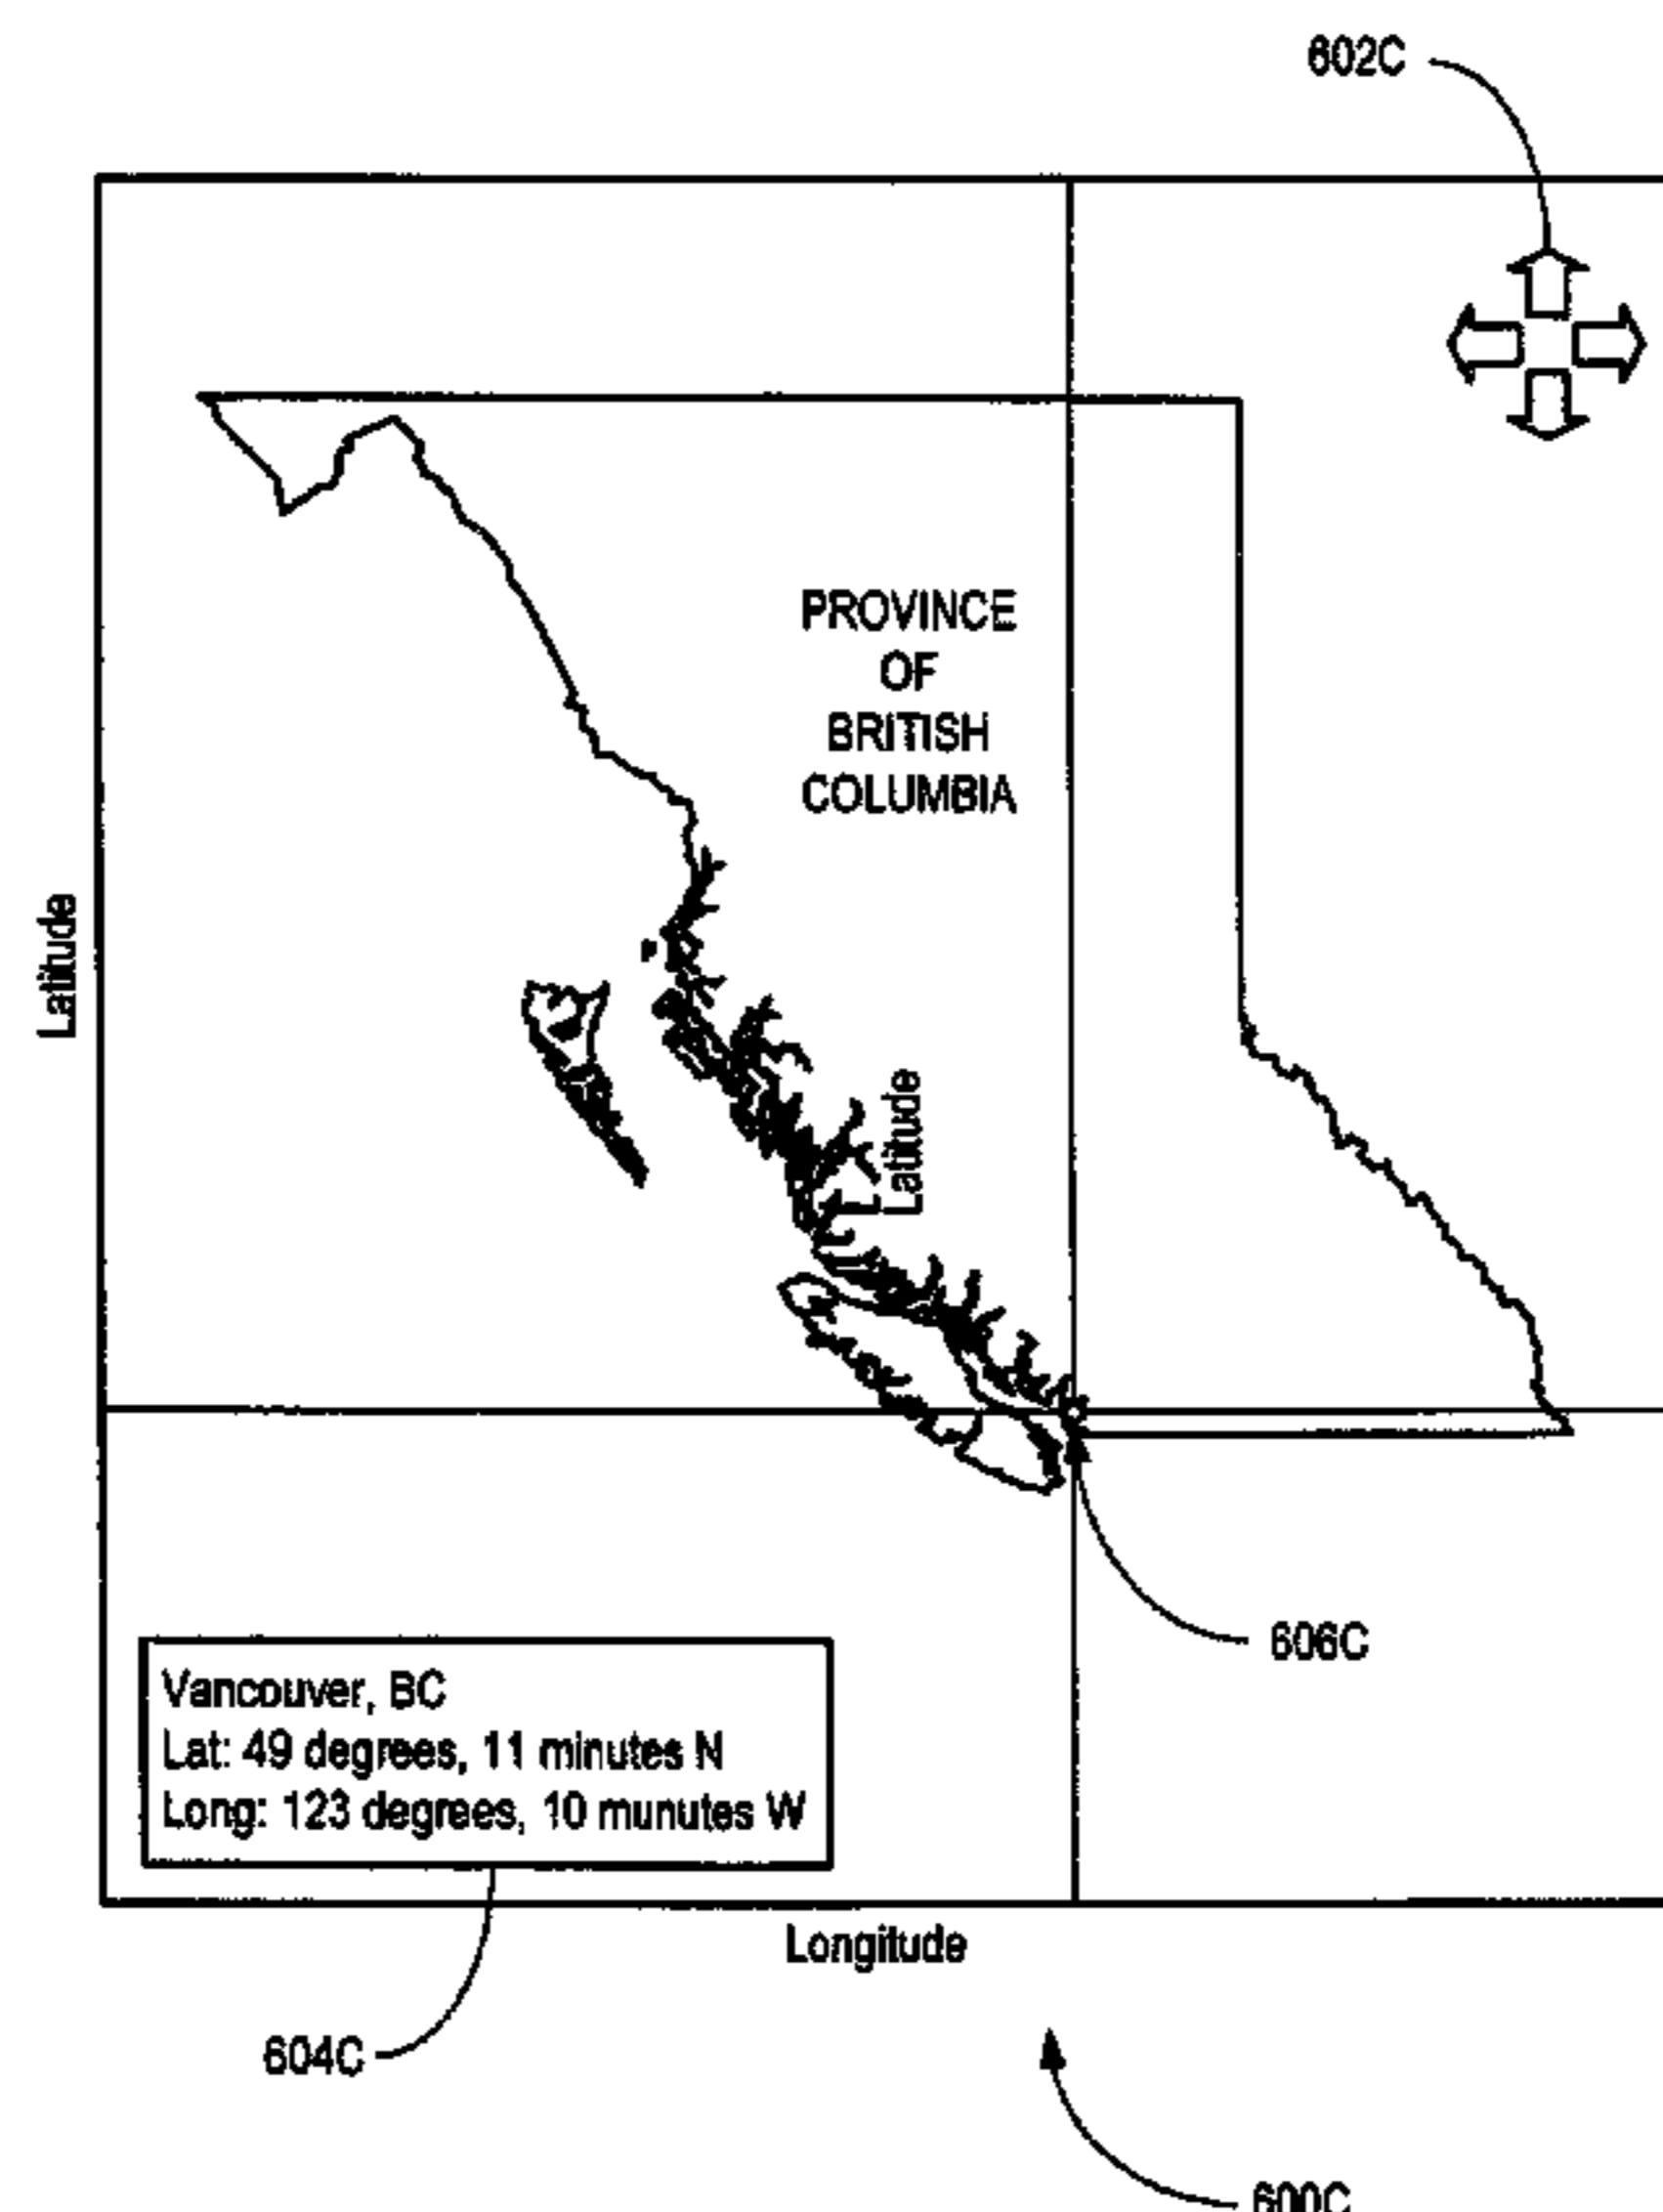 602C
PROVINCE
OF
BRITISH
COLUMBIA
Latitude
Latitude
606C
Vancouver, BC
Lat: 49 degrees, 11 minutes N
Long: 123 degrees, 10 munutes W
Longitude
604C
600C